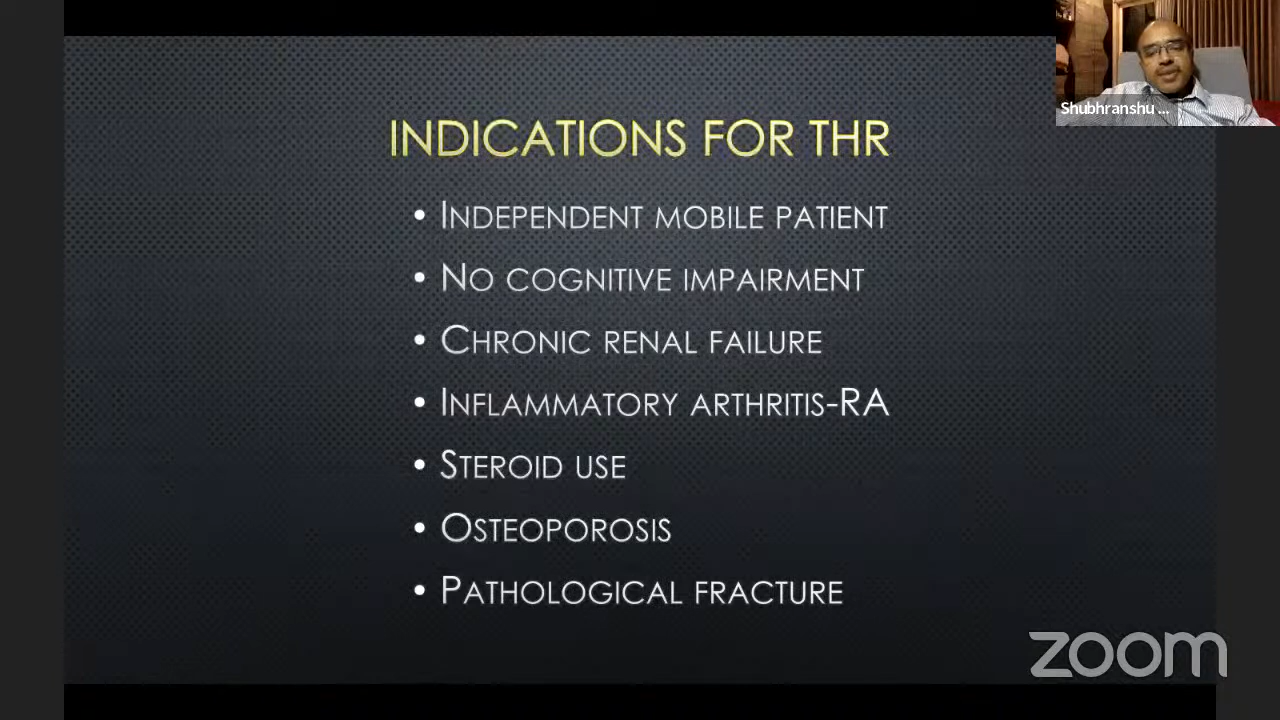 Shubhranshu ...
INDICATIONS FOR THR
• INDEPENDENT MOBILE PATIENT
• NO COGNITIVE IMPAIRMENT
• CHRONIC RENAL FAILURE
• INFLAMMATORY ARTHRITIS-RA
• STEROID USE
• OSTEOPOROSIS
• PATHOLOGICAL FRACTURE
zoom